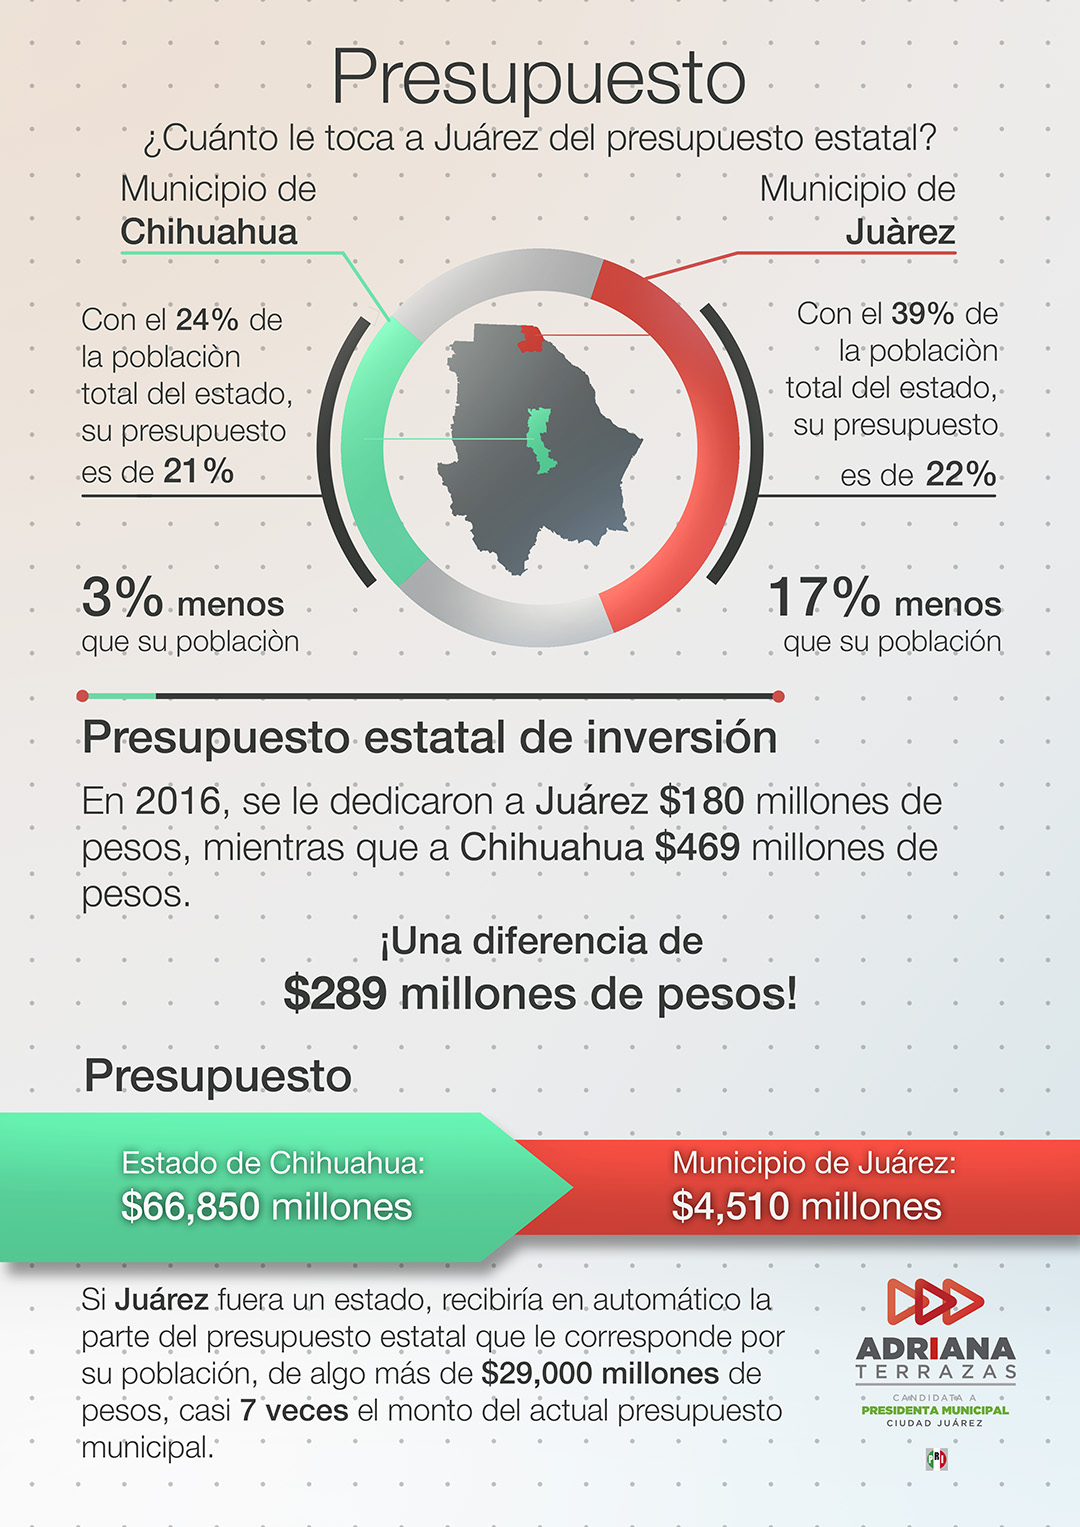 Presupuesto
¿Cuánto le toca a Juárez del presupuesto estatal?
Municipio de
Chihuahua
Municipio de
Juàrez
Con el 24% de
la poblaciòn
total del estado,
su presupuesto
es de 21%
3% menos
que su poblaciòn
Con el 39% de
la poblaciòn
total del estado,
su presupuesto
es de 22%
17% menos
que su población
Presupuesto estatal de inversión
En 2016, se le dedicaron a Juárez $180 millones de
pesos, mientras que a Chihuahua $469 millones de
pesos.
¡Una diferencia de
$289 millones de pesos!
Presupuesto
Estado de Chihuahua:
$66,850 millones
Municipio de Juárez:
$4,510 millones
Si Juárez fuera un estado, recibiría en automático la
parte del presupuesto estatal que le corresponde por
su población, de algo más de $29,000 millones de
pesos, casi 7 veces el monto del actual presupuesto
municipal.
ADRIANA
TERRAZAS
CANDIDATA A
PRESIDENTA MUNICIPAL
CIUDAD JUÁREZ
PRI